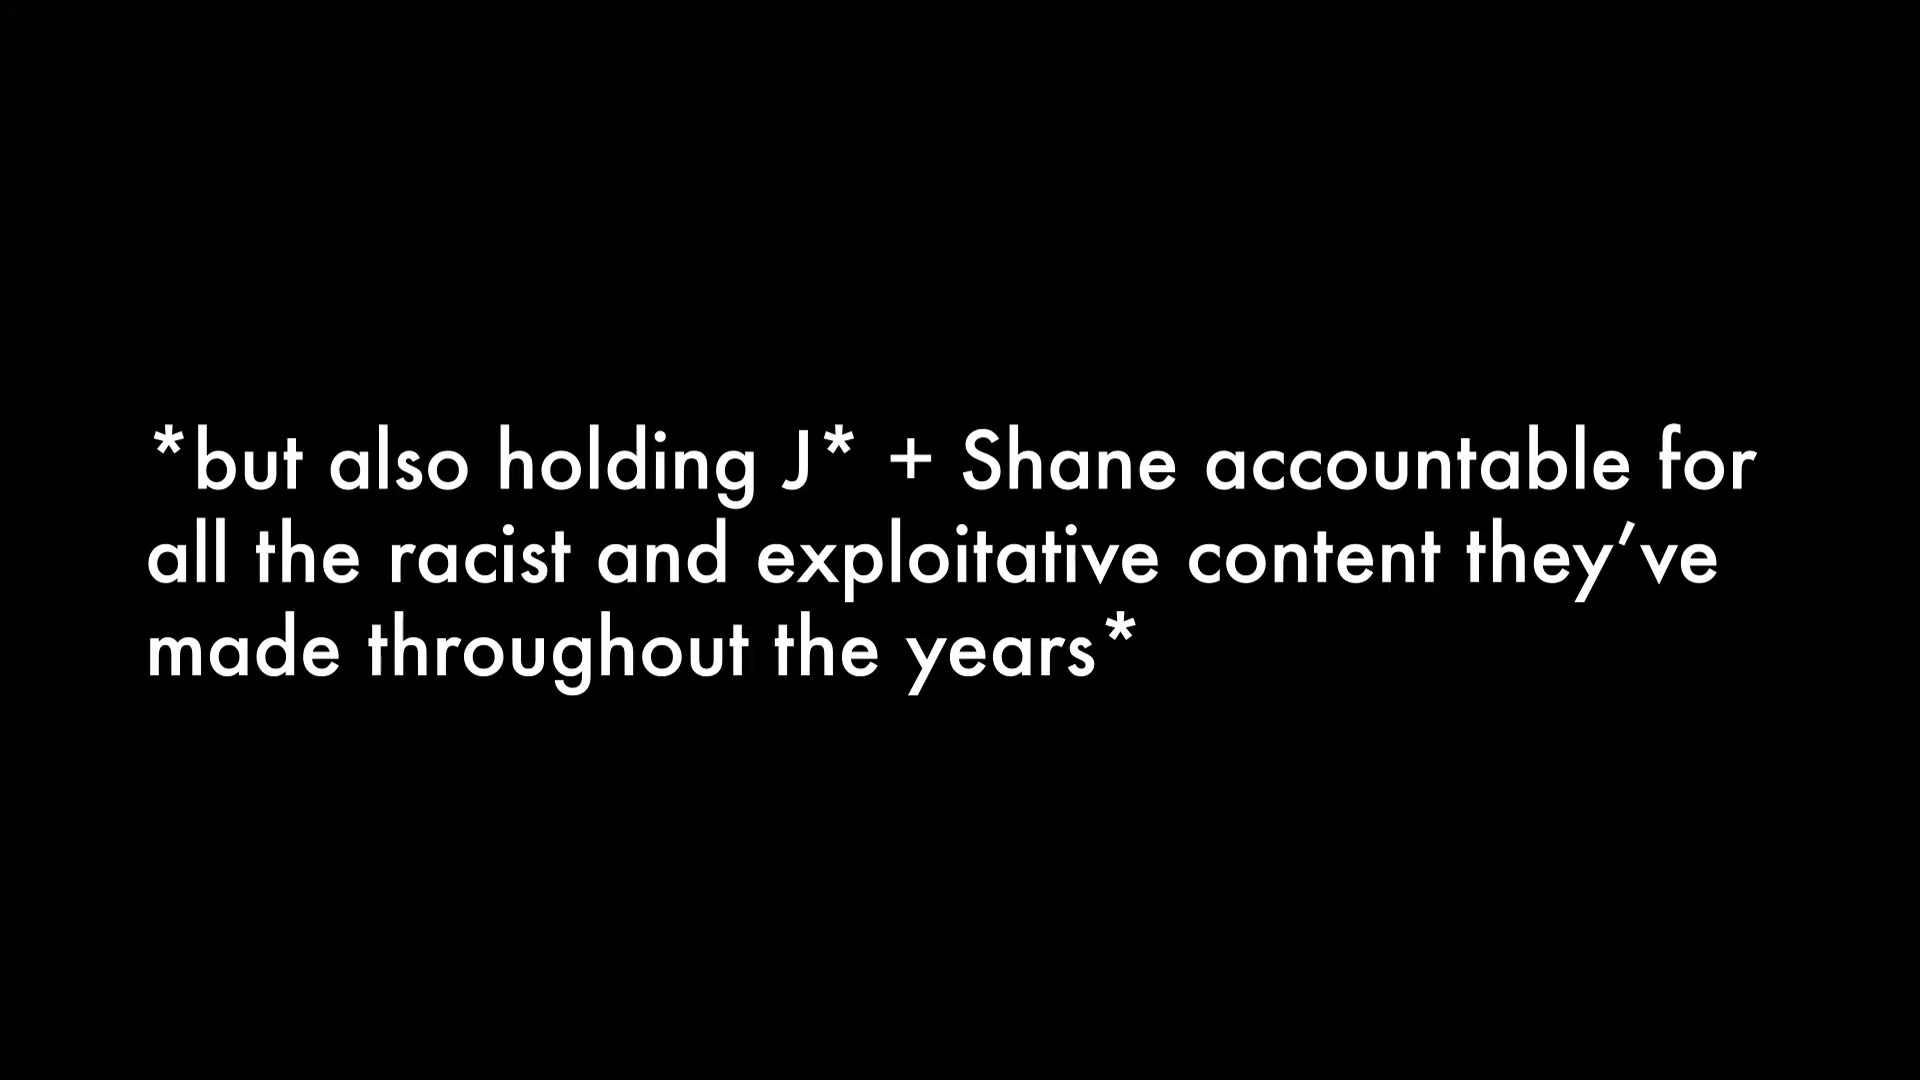 *but also holding J* + Shane accountable for
all the racist and exploitative content they’ve
made throughout the years*